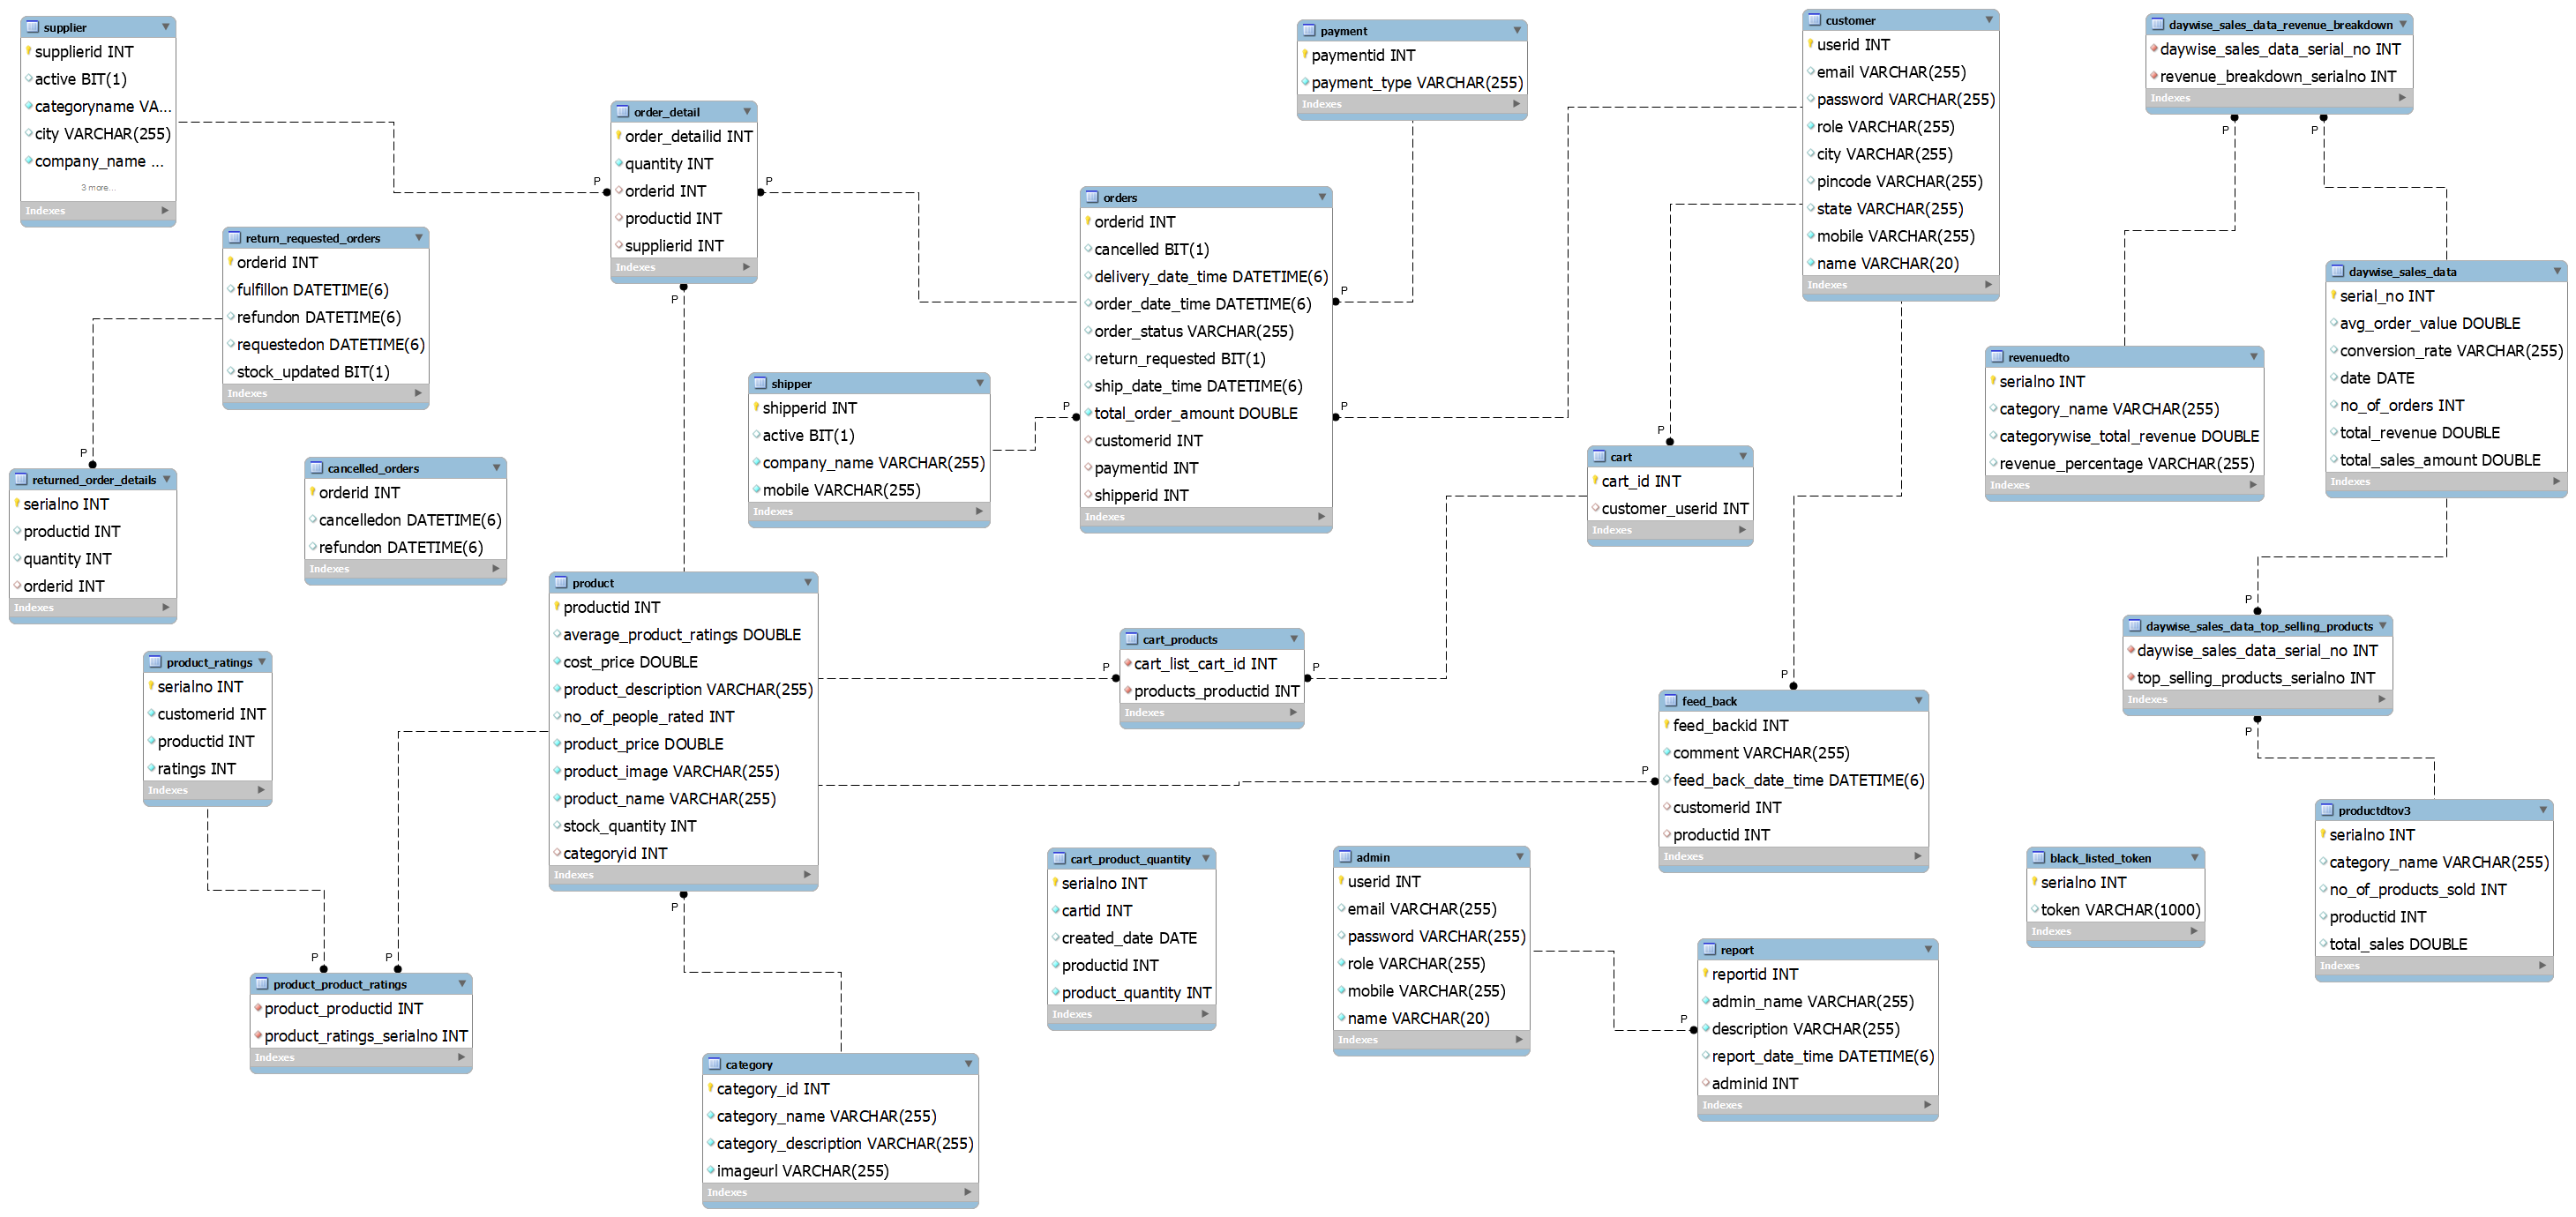 supplier
supplierid INT
active BIT(1)
categoryname VA...
city VARCHAR(255)
company_name ...
3 more...
Indexes
return_requested_orders
orderid INT
fulfillon DATETIME(6)
refundon DATETIME(6)
requestedon DATETIME(6)
stock_updated BIT(1)
Indexes
P
returned_order_details
serialno INT
productid INT
quantity INT
orderid INT
Indexes
cancelled_orders
orderid INT
cancelledon DATETIME(6)
refundon DATETIME(6)
Indexes
product_ratings
serialno INT
customerid INT
productid INT
ratings INT
Indexes
P
P
product_product_ratings
product_productid INT
product_ratings_serialno INT
Indexes
P
order_detail
order_detailid INT
quantity INT
orderid INT
productid INT
supplierid INT
Indexes
P
P
shipper
shipperid INT
active BIT(1)
company_name VARCHAR(255)
mobile VARCHAR(255)
Indexes
P
product
productid INT
average_product_ratings DOUBLE
cost_price DOUBLE
product_description VARCHAR(255)
no_of_people_rated INT
product_price DOUBLE
product_image VARCHAR(255)
product_name VARCHAR(255)
stock_quantity INT
categoryid INT
Indexes
P
category
category_id INT
category_name VARCHAR(255)
category_description VARCHAR(255)
imageurl VARCHAR(255)
Indexes
payment
paymentid INT
payment_type VARCHAR(255)
Indexes
orders
orderid INT
cancelled BIT(1)
delivery_date_time DATETIME(6)
order_date_time DATETIME(6)
order_status VARCHAR(255)
return_requested BIT(1)
ship_date_time DATETIME(6)
total_order_amount DOUBLE
customerid INT
paymentid INT
shipperid INT
Indexes
P
P
P
cart_products
cart_list_cart_id INT
products_productid INT
Indexes
P
cart_product_quantity
serialno INT
cartid INT
created_date DATE
productid INT
product_quantity INT
Indexes
customer
userid INT
email VARCHAR(255)
password VARCHAR(255)
role VARCHAR(255)
city VARCHAR(255)
pincode VARCHAR(255)
state VARCHAR(255)
mobile VARCHAR(255)
name VARCHAR(20)
Indexes
P
cart
cart_id INT
customer_userid INT
Indexes
P
P
feed_back
feed_backid INT
comment VARCHAR(255)
feed_back_date_time DATETIME(6)
customerid INT
productid INT
Indexes
admin
userid INT
email VARCHAR(255)
password VARCHAR(255)
role VARCHAR(255)
mobile VARCHAR(255)
name VARCHAR(20)
Indexes
P
report
reportid INT
admin_name VARCHAR(255)
description VARCHAR(255)
report_date_time DATETIME(6)
adminid INT
Indexes
daywise_sales_data_revenue_breakdown
daywise_sales_data_serial_no INT
revenue_breakdown_serialno INT
Indexes
P
P
revenuedto
serialno INT
category_name VARCHAR(255)
categorywise_total_revenue DOUBLE
revenue_percentage VARCHAR(255)
Indexes
daywise_sales_data
serial_no INT
avg_order_value DOUBLE
conversion_rate VARCHAR(255)
date DATE
no_of_orders INT
total_revenue DOUBLE
total_sales_amount DOUBLE
Indexes
P
daywise_sales_data_top_selling_products
daywise_sales_data_serial_no INT
top_selling_products_serialno INT
Indexes
P
black_listed_token
serialno INT
token VARCHAR(1000)
Indexes
productdtov3
serialno INT
category_name VARCHAR(255)
no_of_products_sold INT
productid INT
total_sales DOUBLE
Indexes